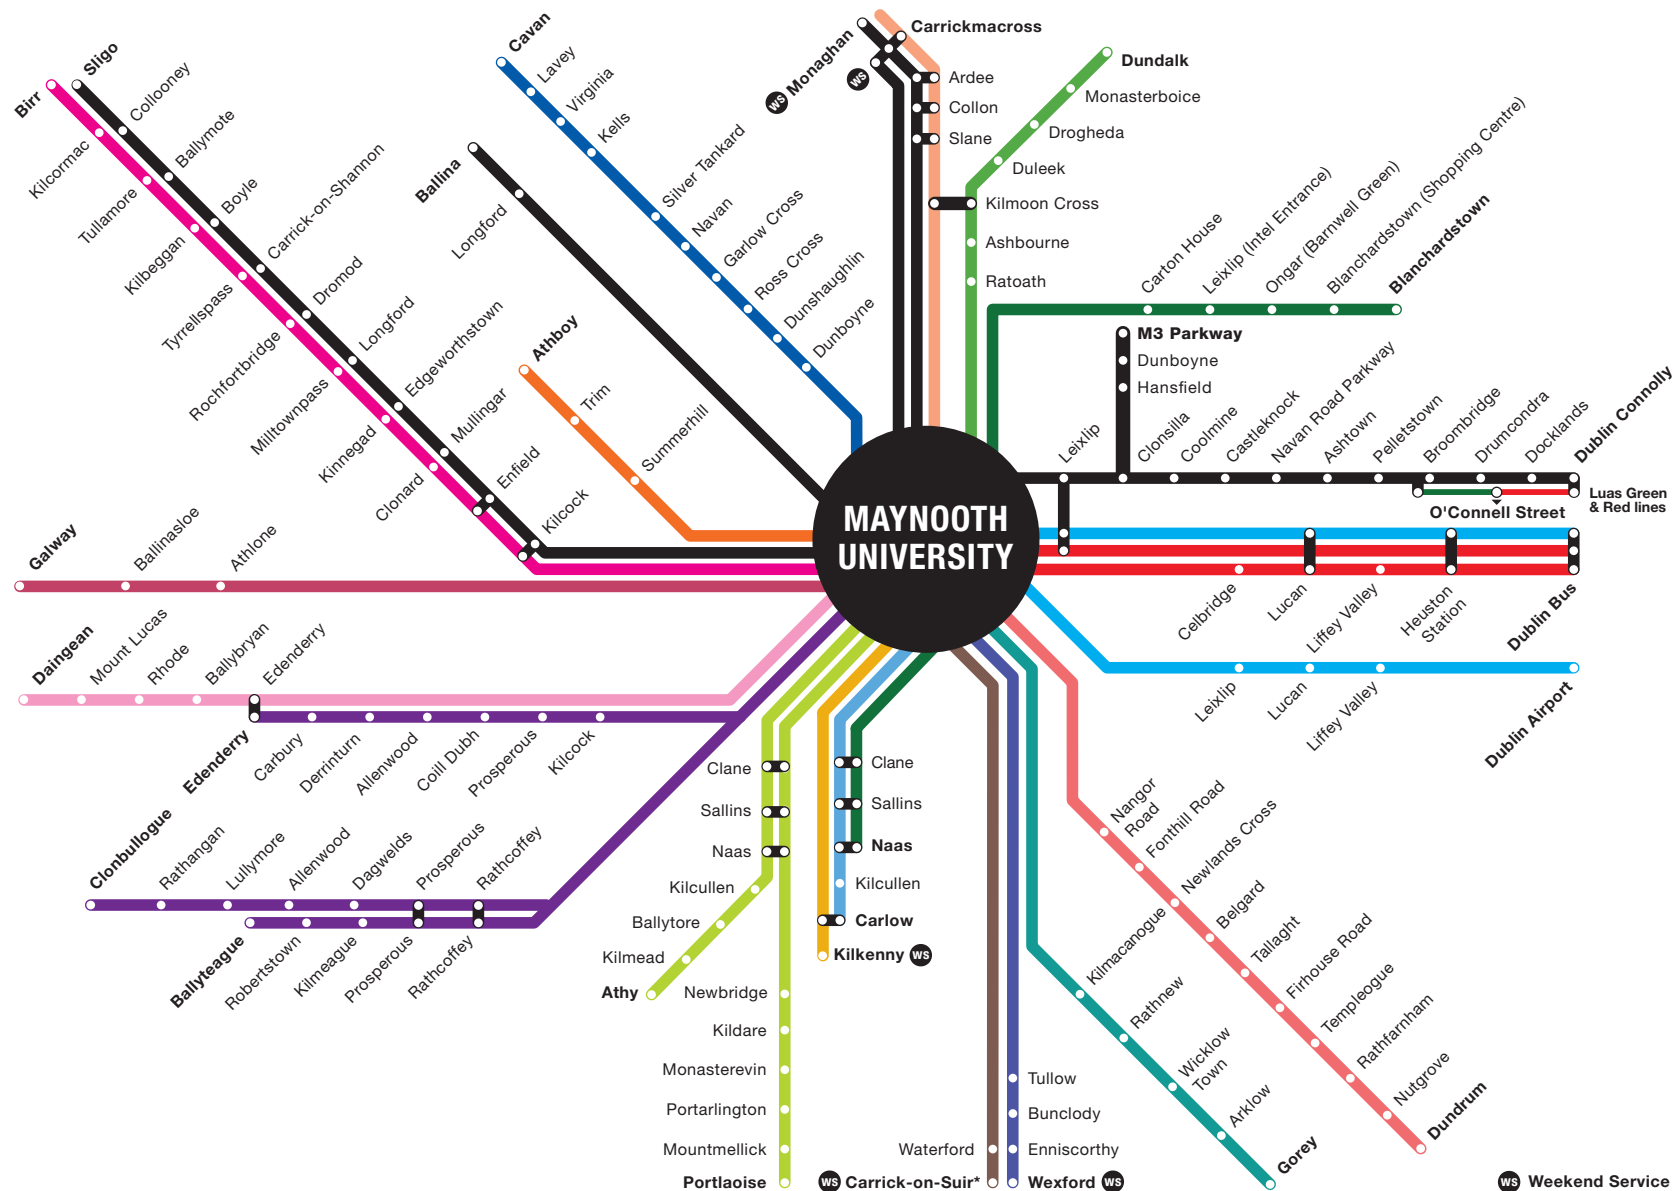 Birr
Kilcormac
Tullamore
Kilbeggan
Tyrrellspass
Rochfortbridge
Milltownpass
Kinnegad
Clonard
Sligo
Collooney
Ballymote
Boyle
Carrick-on-Shannon
Dromod
Longford
Edgeworthstown
Mullingar
Enfield
Kilcock
Ballina
Longford
Athboy
Trim
Summerhill
Cavan
Lavey
Virginia
Kells
Silver Tankard
Navan
Garlow Cross
Ross Cross
Dunshaughlin
Dunboyne
WS Monaghan
WS
Carrickmacross
Ardee
Collon
Slane
Dundalk
Monasterboice
Drogheda
Duleek
Kilmoon Cross
Ashbourne
Ratoath
Carton House
Leixlip (Intel Entrance)
Ongar (Barnwell Green)
Blanchardstown (Shopping Centre)
Blanchardstown
M3 Parkway
Dunboyne
Hansfield
Leixlip
Clonsilla
Coolmine
Castleknock
Navan Road Parkway
Ashtown
Pelletstown
Broombridge
Drumcondra
Docklands
Dublin Connolly
Luas Green
& Red lines
O'Connell Street
MAYNOOTH
UNIVERSITY
Celbridge
Lucan
Liffey Valley
Heuston
Station
Dublin Bus
Leixlip
Lucan
Liffey Valley
Dublin Airport
Galway
Ballinasloe
Athlone
Daingean
Mount Lucas
Rhode
Ballybryan
Edenderry
Edenderry
Carbury
Derrinturn
Allenwood
Coill Dubh
Prosperous
Kilcock
Clonbullogue
Rathangan
Lullymore
Allenwood
Dagwelds
Prosperous
Rathcoffey
Ballyteague
Robertstown
Kilmeague
Prosperous
Rathcoffey
Clane
Sallins
Naas
Kilcullen
Ballytore
Kilmead
Athy
Newbridge
Kildare
Monasterevin
Portarlington
Mountmellick
Portlaoise
Clane
Sallins
Naas
Kilcullen
Carlow
Kilkenny WS
Waterford
WS Carrick-on-Suir*
Tullow
Bunclody
Enniscorthy
Wexford WS
Kilmacanogue
Rathnew
Wicklow
Town
Arklow
Gorey
Nangor
Road
Fonthill Road
Newlands Cross
Belgard
Tallaght
Firhouse Road
Templeogue
Rathfarnham
Nutgrove
Dundrum
WS Weekend Service